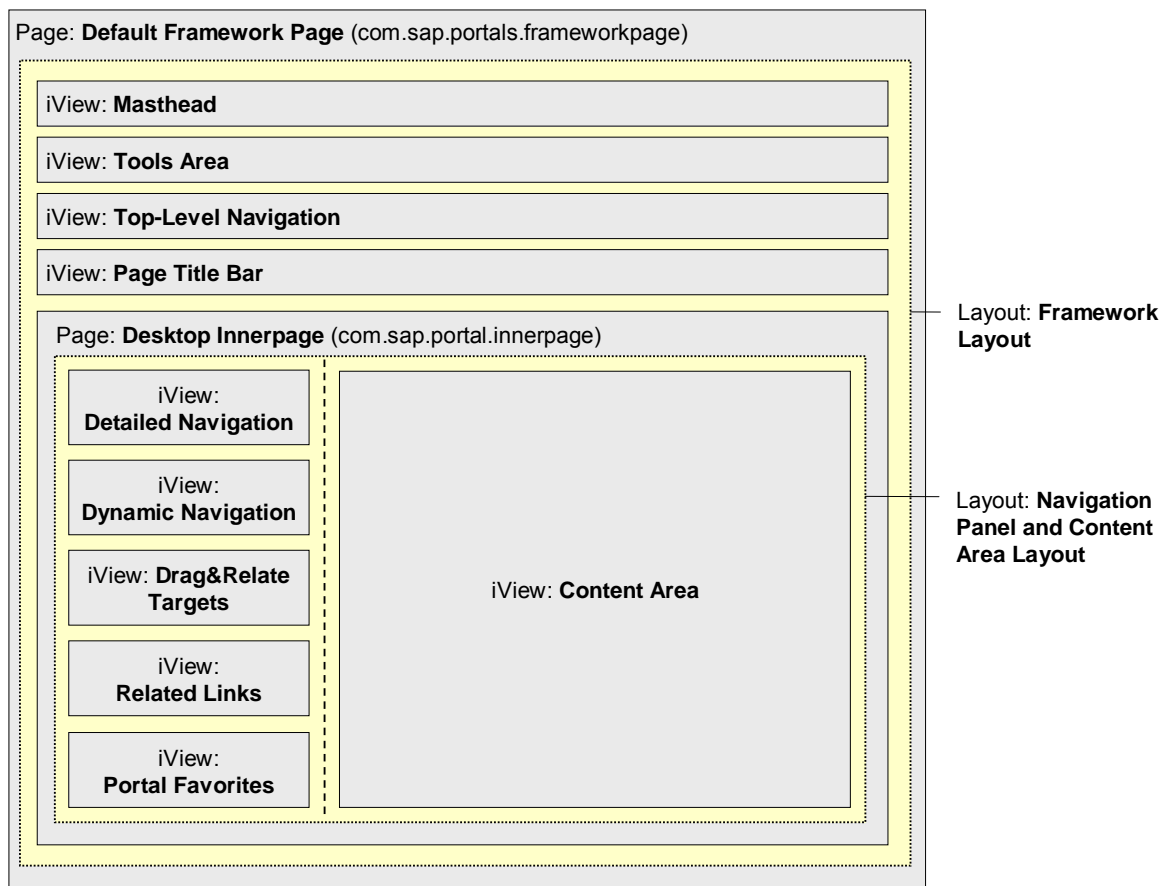 Page: Default Framework Page (com.sap.portals.frameworkpage)
iView: Masthead
iView: Tools Area
iView: Top-Level Navigation
iView: Page Title Bar
Page: Desktop Innerpage (com.sap.portal.innerpage)
iView:
Detailed Navigation
iView:
Dynamic Navigation
iView: Drag&Relate
Targets
iView:
Related Links
iView:
Portal Favorites
iView: Content Area
Layout: Framework
Layout
Layout: Navigation
Panel and Content
Area Layout